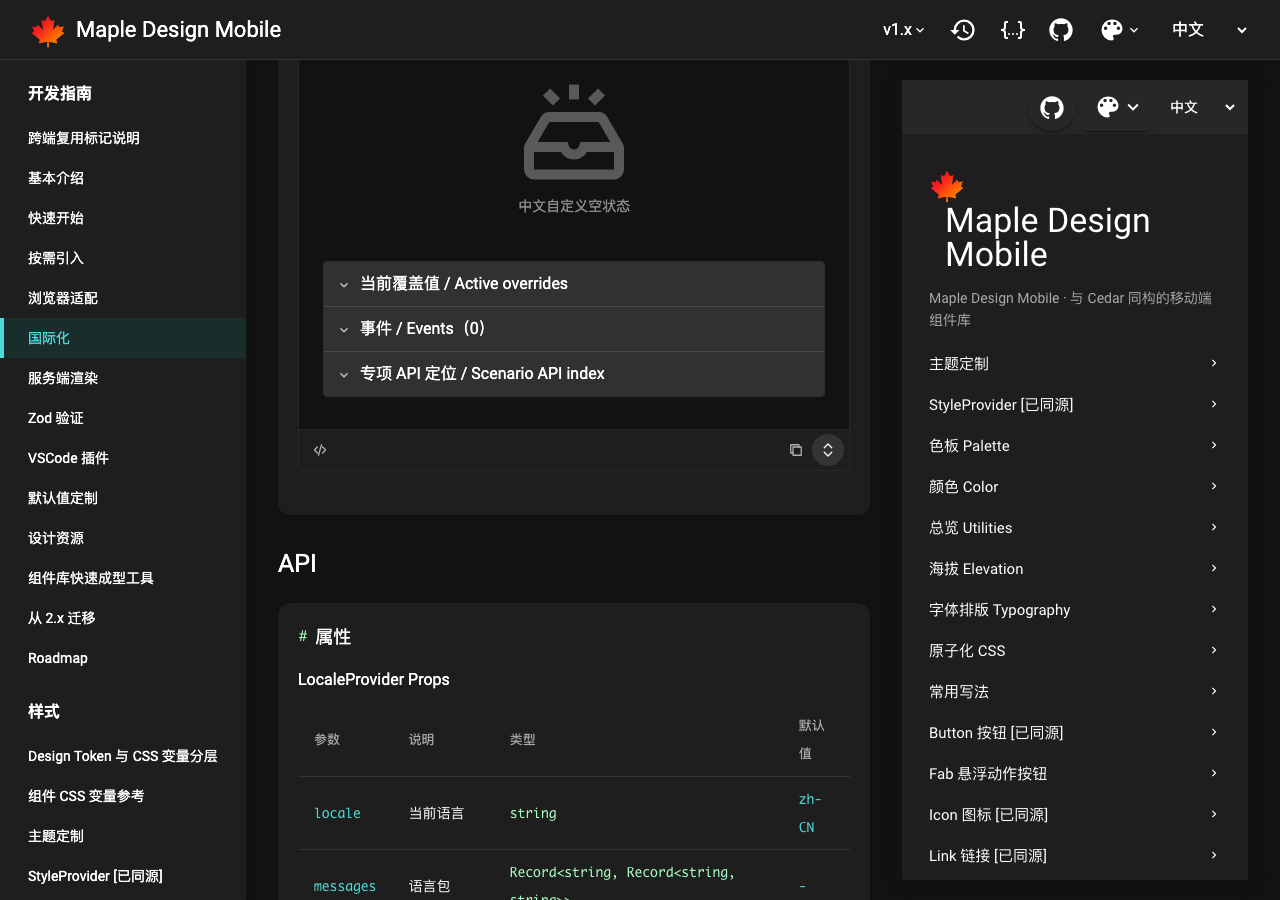 Maple Design Mobile
v1.x
{...}
中文
开发指南
跨端复用标记说明
基本介绍
快速开始
按需引入
浏览器适配
国际化
服务端渲染
Zod 验证
VSCode 插件
默认值定制
设计资源
组件库快速成型工具
从 2.x 迁移
Roadmap
样式
Design Token 与 CSS 变量分层
组件 CSS 变量参考
主题定制
StyleProvider [已同源]
中文自定义空状态
当前覆盖值 / Active overrides
事件 / Events（0）
专项 API 定位 / Scenario API index
API
# 属性
LocaleProvider Props
参数 说明 类型 默认值
locale 当前语言 string zh-CN
messages 语言包 Record<string, Record<string, string>> -
中文
Maple Design
Mobile
Maple Design Mobile · 与 Cedar 同构的移动端
组件库
主题定制
StyleProvider [已同源]
色板 Palette
颜色 Color
总览 Utilities
海拔 Elevation
字体排版 Typography
原子化 CSS
常用写法
Button 按钮 [已同源]
Fab 悬浮动作按钮
Icon 图标 [已同源]
Link 链接 [已同源]